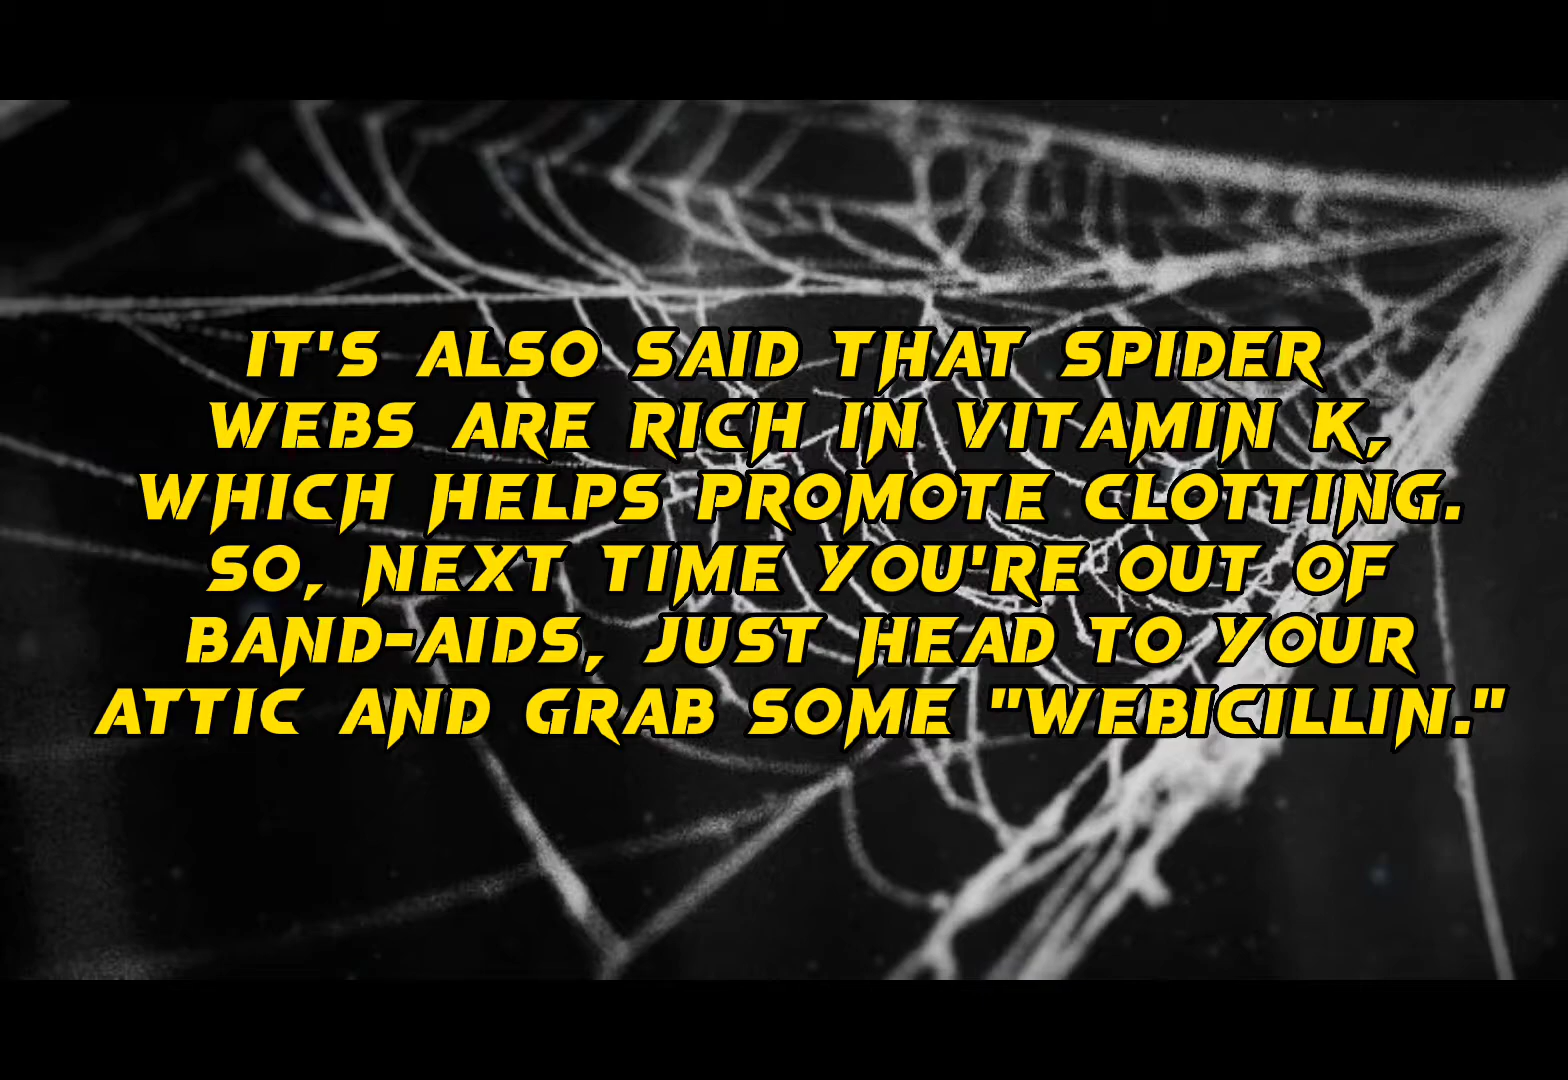 IT'S ALSO SAID THAT SPIDER
WEBS ARE RICH IN VITAMIN K,
WHICH HELPS PROMOTE CLOTTING.
SO, NEXT TIME YOU'RE OUT OF
BAND-AIDS, JUST HEAD TO YOUR
ATTIC AND GRAB SOME "WEBICILLIN."